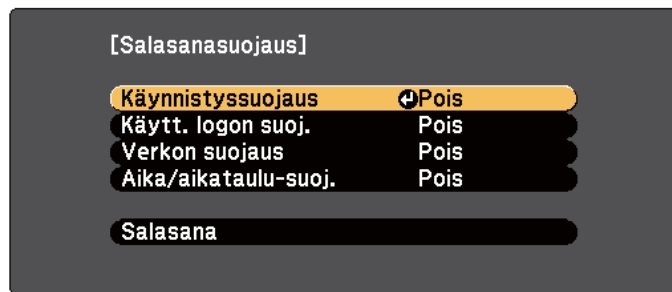 [Salasanasuojaus]
Käynnistyssuojaus Pois
Käytt. logon suoj. Pois
Verkon suojaus Pois
Aika/aikataulu-suoj. Pois
Salasana